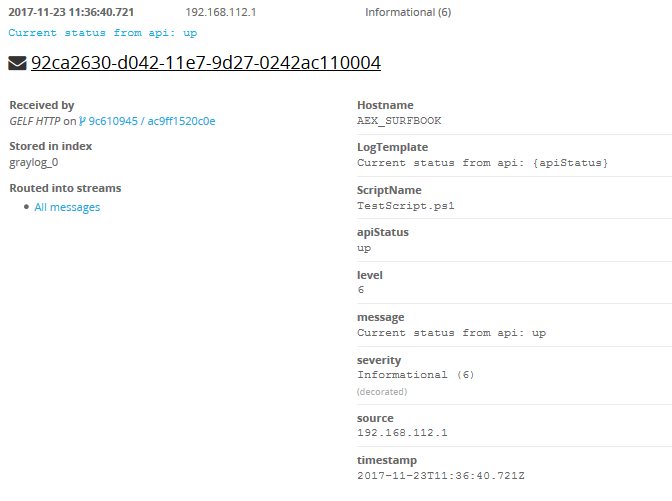 2017-11-23 11:36:40.721 192.168.112.1 Informational (6)
Current status from api: up
92ca2630-d042-11e7-9d27-0242ac110004
Received by
GELF HTTP on 9c610945 / ac9ff1520c0e
Stored in index
graylog_0
Routed into streams
All messages
Hostname
AEX_SURFBOOK
LogTemplate
Current status from api: {apiStatus}
ScriptName
TestScript.ps1
apiStatus
up
level
6
message
Current status from api: up
severity
Informational (6)
(decorated)
source
192.168.112.1
timestamp
2017-11-23T11:36:40.721Z